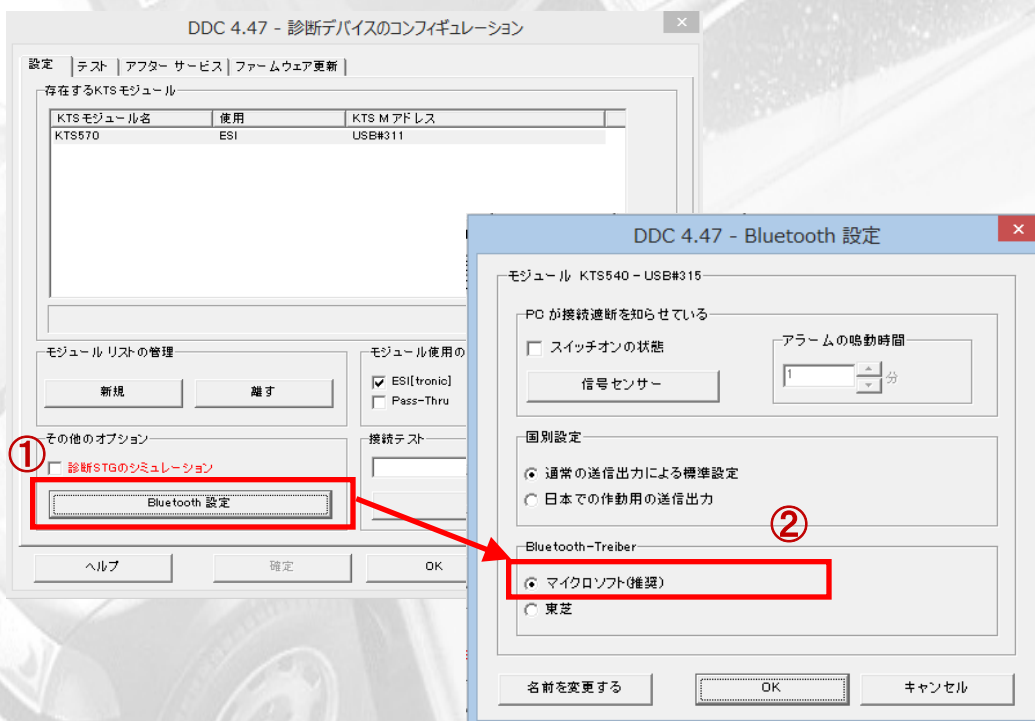 DDC 4.47 - 診断デバイスのコンフィギュレーション
設定 テスト アフター サービス ファームウェア更新
存在するKTSモジュール
KTSモジュール名 使用 KTS M アドレス
KTS570 ESI USB#311
モジュール リストの管理
新規 離す
モジュール使用の
ESI[tronic]
Pass-Thru
その他のオプション
①
診断STGのシミュレーション
Bluetooth 設定
接続テスト
ヘルプ 確定 OK
DDC 4.47 - Bluetooth 設定
モジュール KTS540 - USB#315
PC が接続遮断を知らせている
スイッチオンの状態
信号センサー
アラームの鳴動時間
1 分
国別設定
通常の送信出力による標準設定
日本での作動用の送信出力
②
Bluetooth-Treiber
マイクロソフト(推奨)
東芝
名前を変更する OK キャンセル